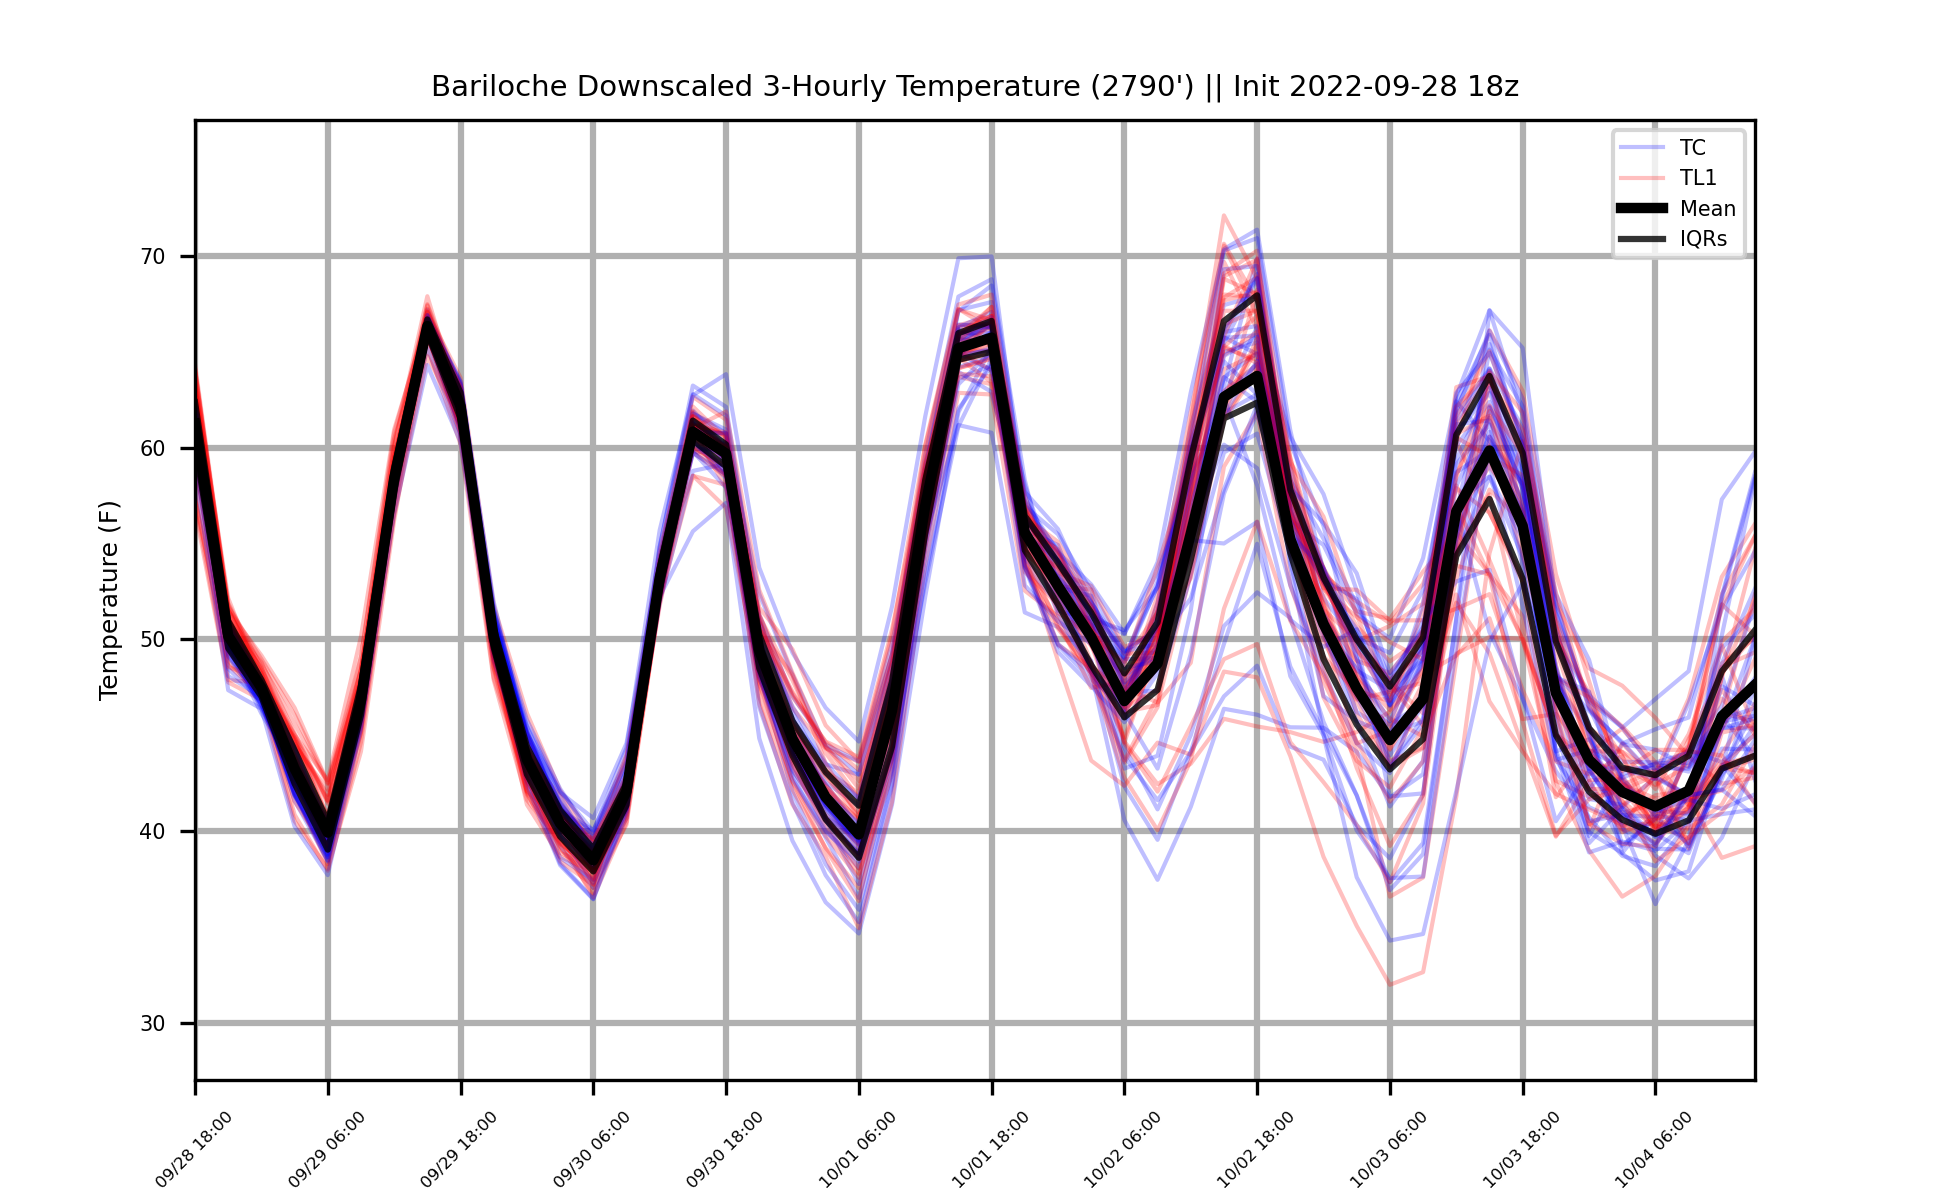 Bariloche Downscaled 3-Hourly Temperature (2790') || Init 2022-09-28 18z
TC
TL1
Mean
IQRs
Temperature (F)
70
60
50
40
30
09/28 18:00
09/29 06:00
09/29 18:00
09/30 06:00
09/30 18:00
10/01 06:00
10/01 18:00
10/02 06:00
10/02 18:00
10/03 06:00
10/03 18:00
10/04 06:00